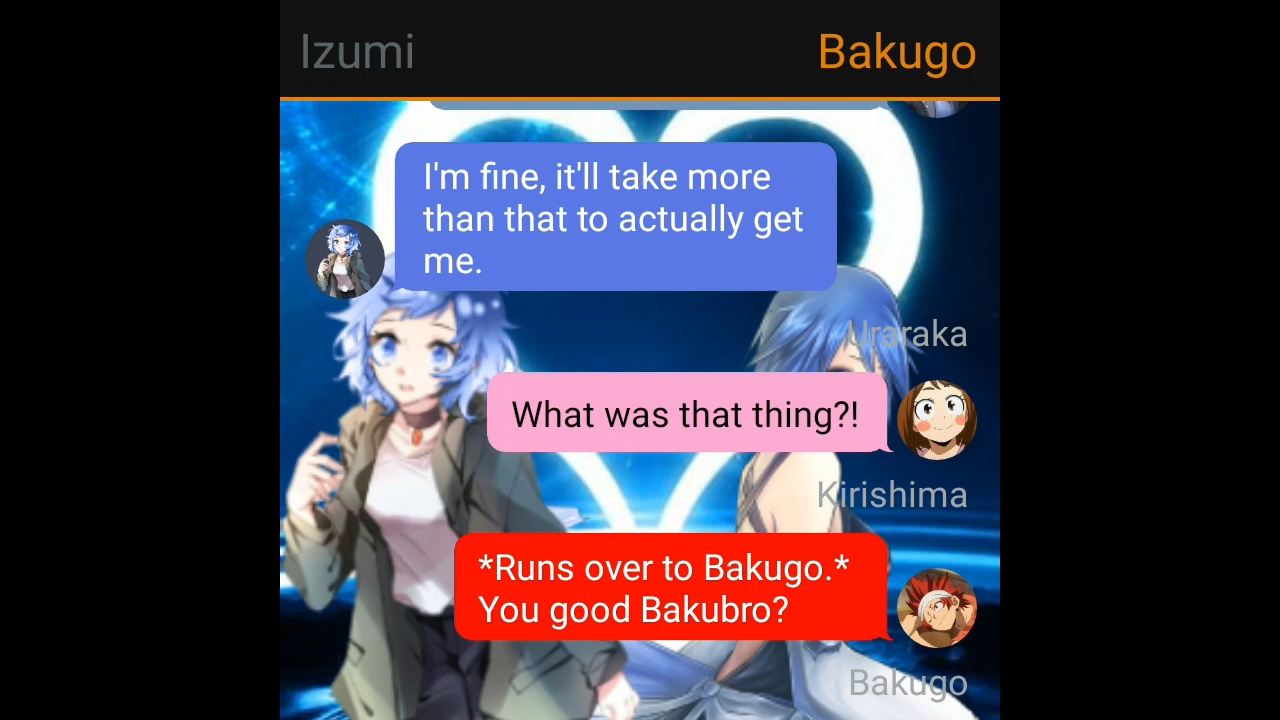 Izumi
Bakugo
I'm fine, it'll take more
than that to actually get
me.
Uraraka
What was that thing?!
Kirishima
*Runs over to Bakugo.*
You good Bakubro?
Bakugo